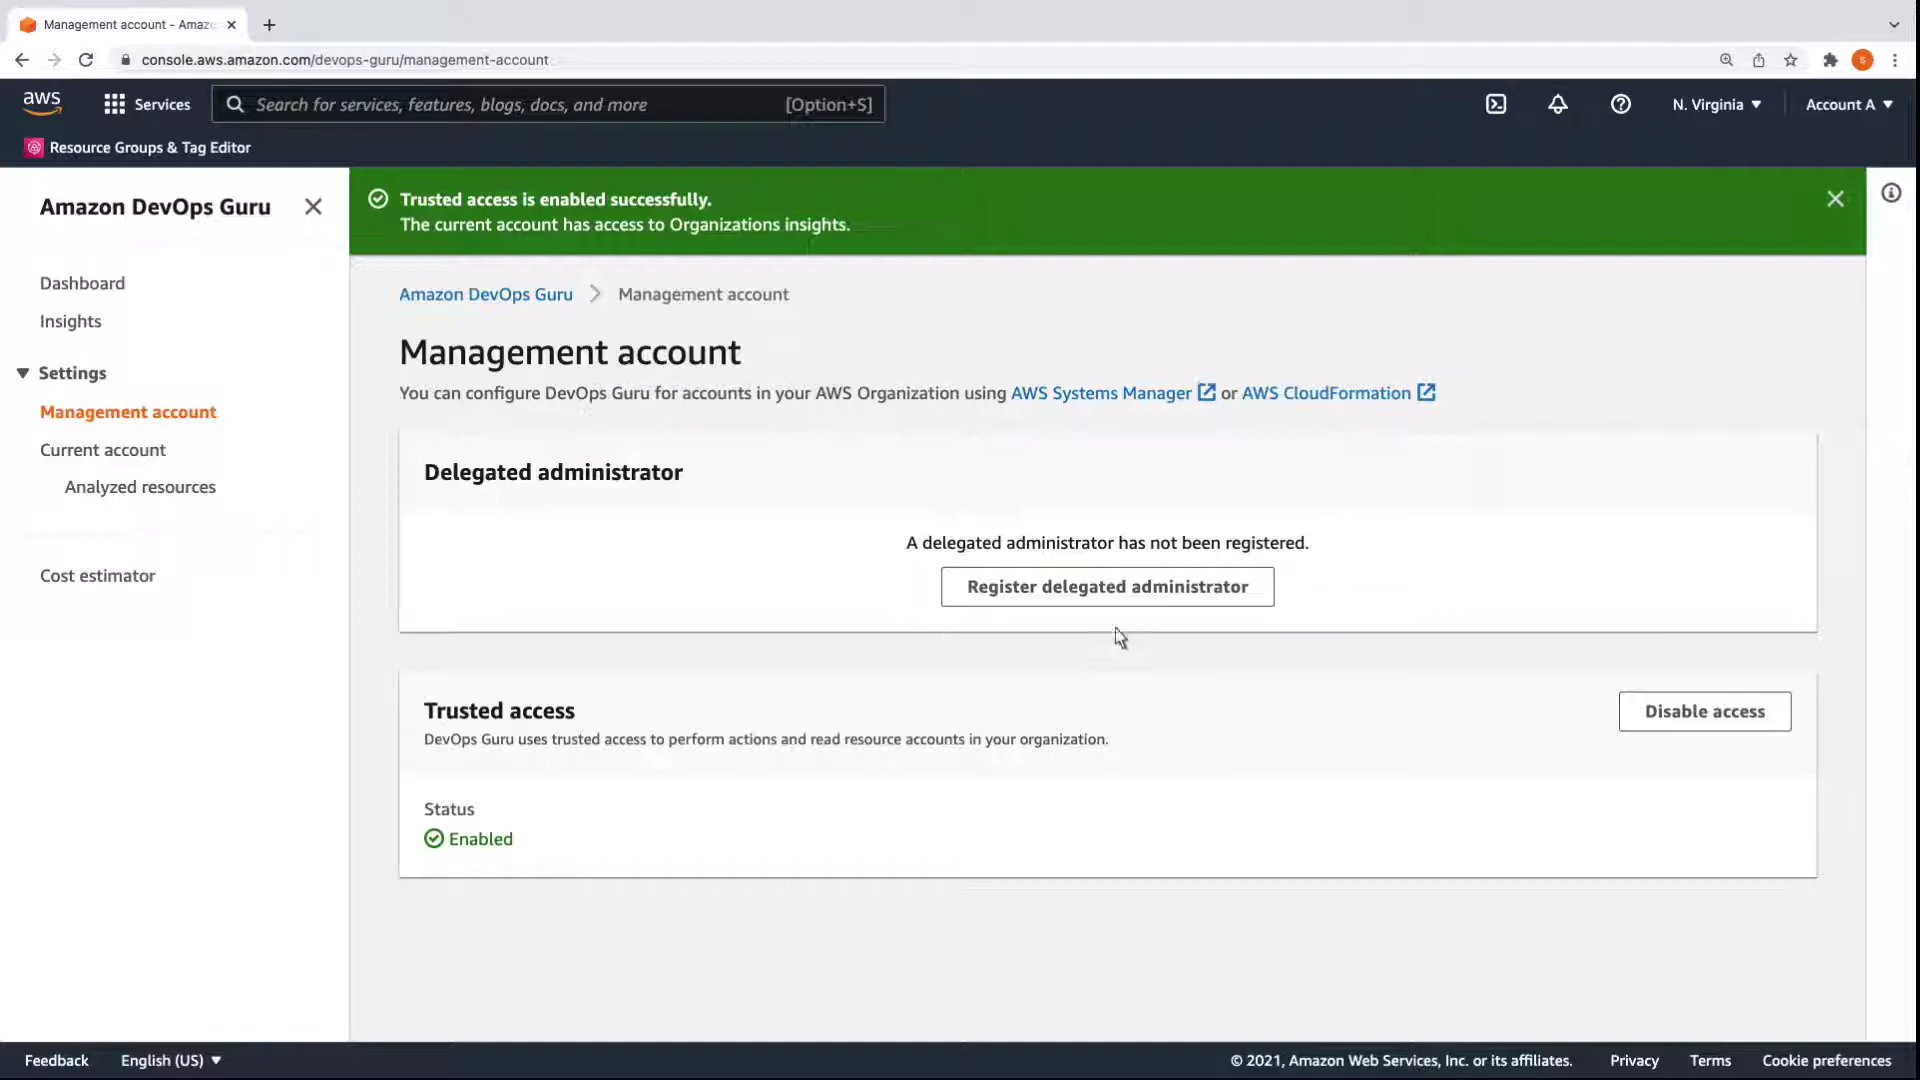 Management account - Amazo
console.aws.amazon.com/devops-guru/management-account
S
aws
Services
Search for services, features, blogs, docs, and more [Option+S]
N. Virginia
Account A
Resource Groups & Tag Editor
Amazon DevOps Guru
Dashboard
Insights
Settings
Management account
Current account
Analyzed resources
Cost estimator
Trusted access is enabled successfully.
The current account has access to Organizations insights.
Amazon DevOps Guru > Management account
Management account
You can configure DevOps Guru for accounts in your AWS Organization using AWS Systems Manager or AWS CloudFormation
Delegated administrator
A delegated administrator has not been registered.
Register delegated administrator
Trusted access
Disable access
DevOps Guru uses trusted access to perform actions and read resource accounts in your organization.
Status
Enabled
Feedback
English (US)
© 2021, Amazon Web Services, Inc. or its affiliates.
Privacy
Terms
Cookie preferences